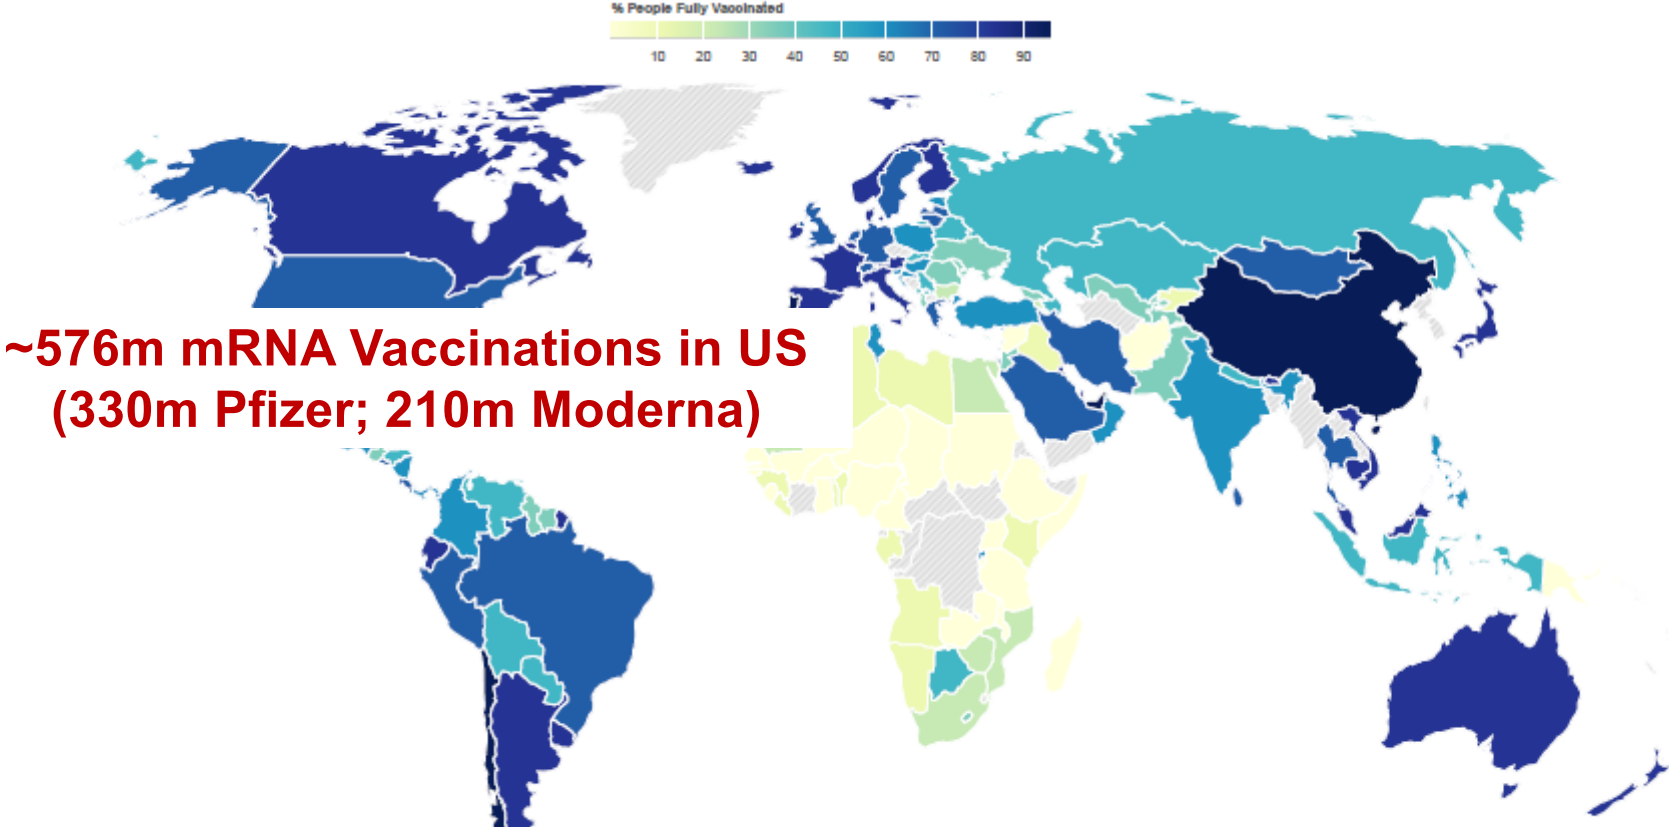 % People Fully Vaccinated
10 20 30 40 50 60 70 80 90
~576m mRNA Vaccinations in US
(330m Pfizer; 210m Moderna)